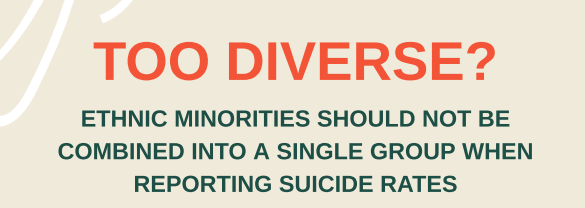 TOO DIVERSE?
ETHNIC MINORITIES SHOULD NOT BE
COMBINED INTO A SINGLE GROUP WHEN
REPORTING SUICIDE RATES